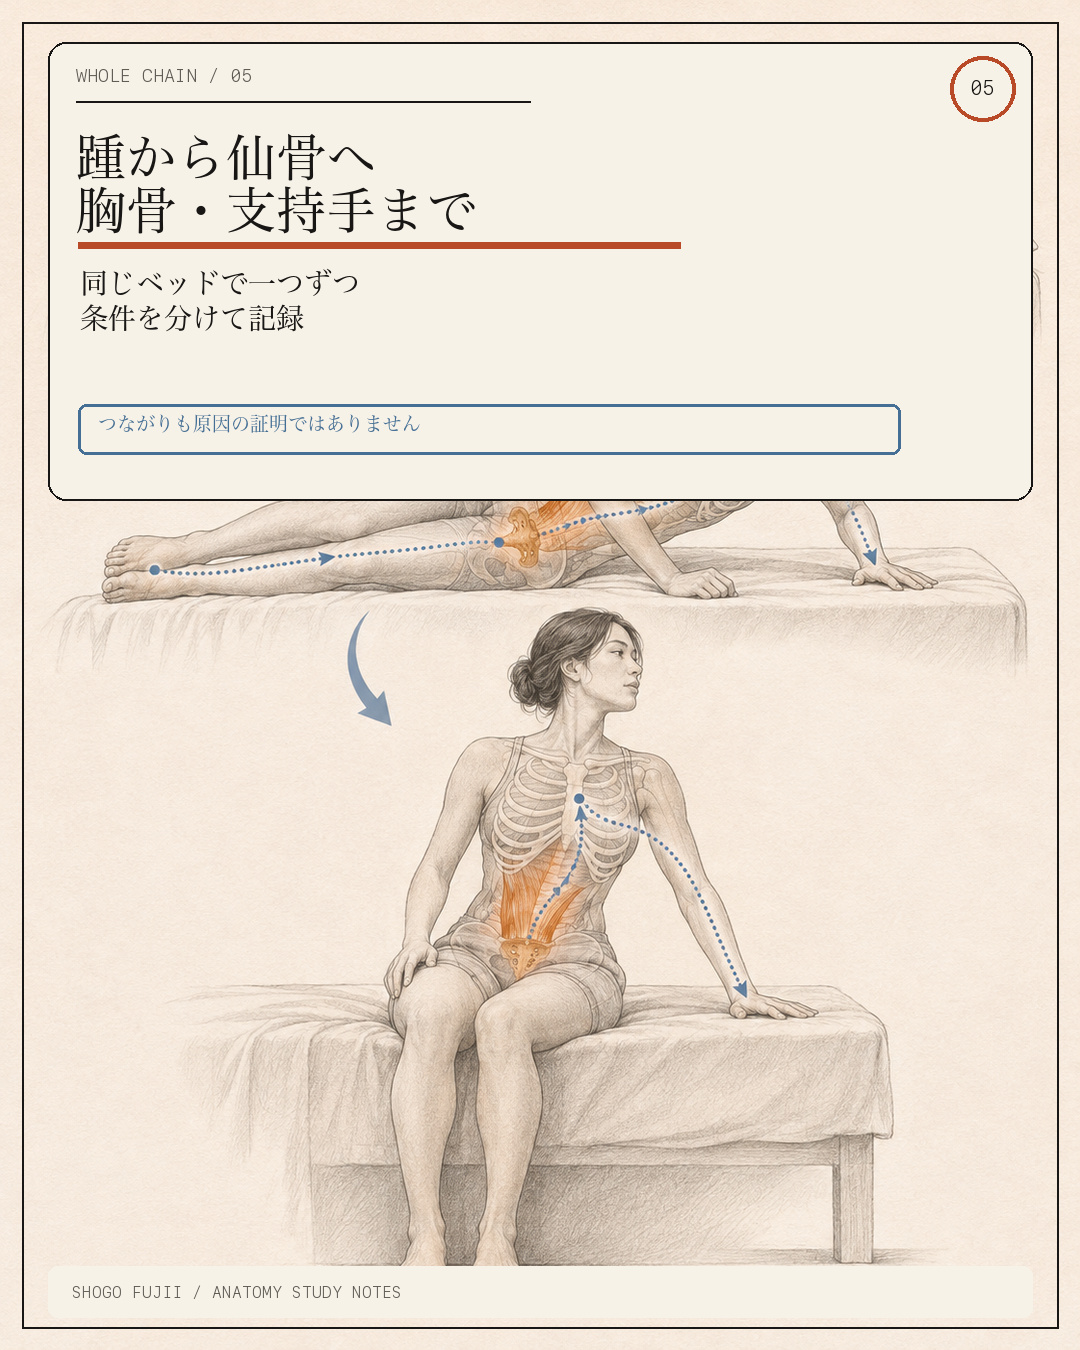 WHOLE CHAIN / 05
05
踵から仙骨へ
胸骨・支持手まで
同じベッドで一つずつ
条件を分けて記録
つながりも原因の証明ではありません
SHOGO FUJII / ANATOMY STUDY NOTES